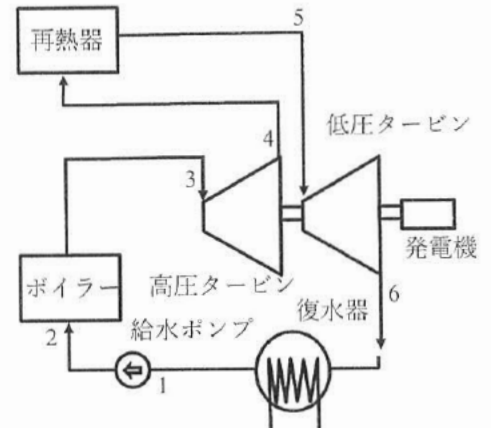 5
再熱器
低圧タービン
4
3
発電機
ボイラー
高圧タービン
6
復水器
2
給水ポンプ
1